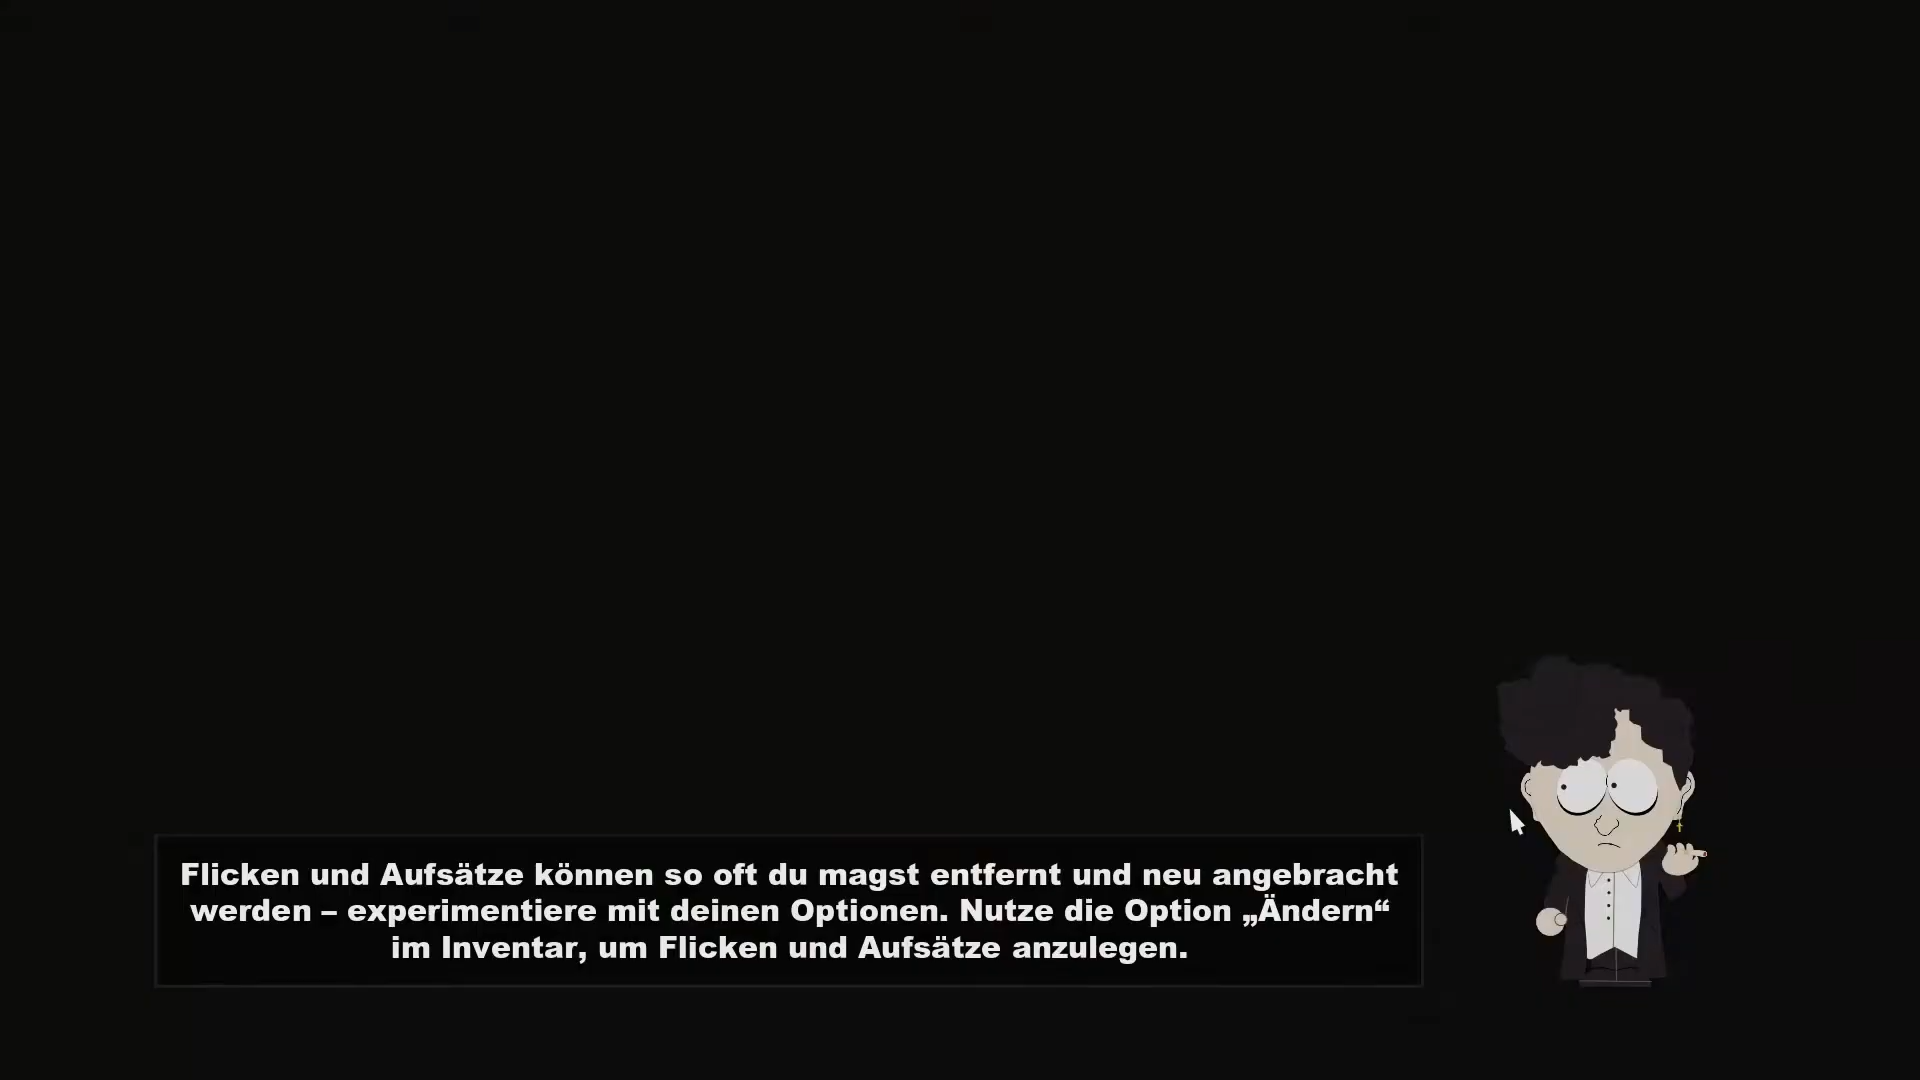 Flicken und Aufsätze können so oft du magst entfernt und neu angebracht
werden – experimentiere mit deinen Optionen. Nutze die Option „Ändern“
im Inventar, um Flicken und Aufsätze anzulegen.